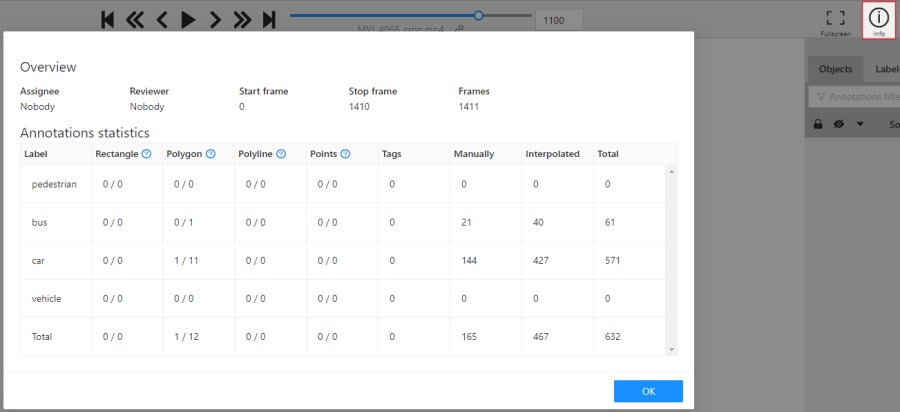 1100
MVI_4066_crop.mp4
Fullscreen
Info
Overview
Assignee Reviewer Start frame Stop frame Frames
Nobody Nobody 0 1410 1411
Annotations statistics
Label Rectangle Polygon Polyline Points Tags Manually Interpolated Total
pedestrian 0 / 0 0 / 0 0 / 0 0 / 0 0 0 0 0
bus 0 / 0 0 / 1 0 / 0 0 / 0 0 21 40 61
car 0 / 0 1 / 11 0 / 0 0 / 0 0 144 427 571
vehicle 0 / 0 0 / 0 0 / 0 0 / 0 0 0 0 0
Total 0 / 0 1 / 12 0 / 0 0 / 0 0 165 467 632
OK
Objects Labels
Annotations filte
So